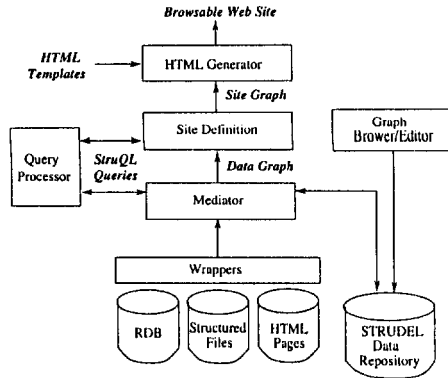 Browsable Web Site
HTML
Templates
HTML Generator
Site Graph
Site Definition
Graph
Brower/Editor
Query
Processor
StruQL
Queries
Data Graph
Mediator
Wrappers
RDB
Structured
Files
HTML
Pages
STRUDEL
Data
Repository